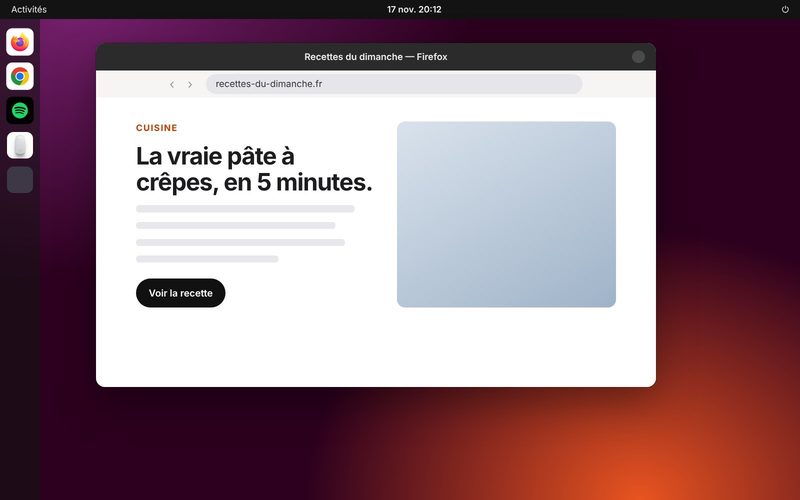 Activités
17 nov. 20:12
Recettes du dimanche — Firefox
recettes-du-dimanche.fr
CUISINE
La vraie pâte à
crêpes, en 5 minutes.
Voir la recette